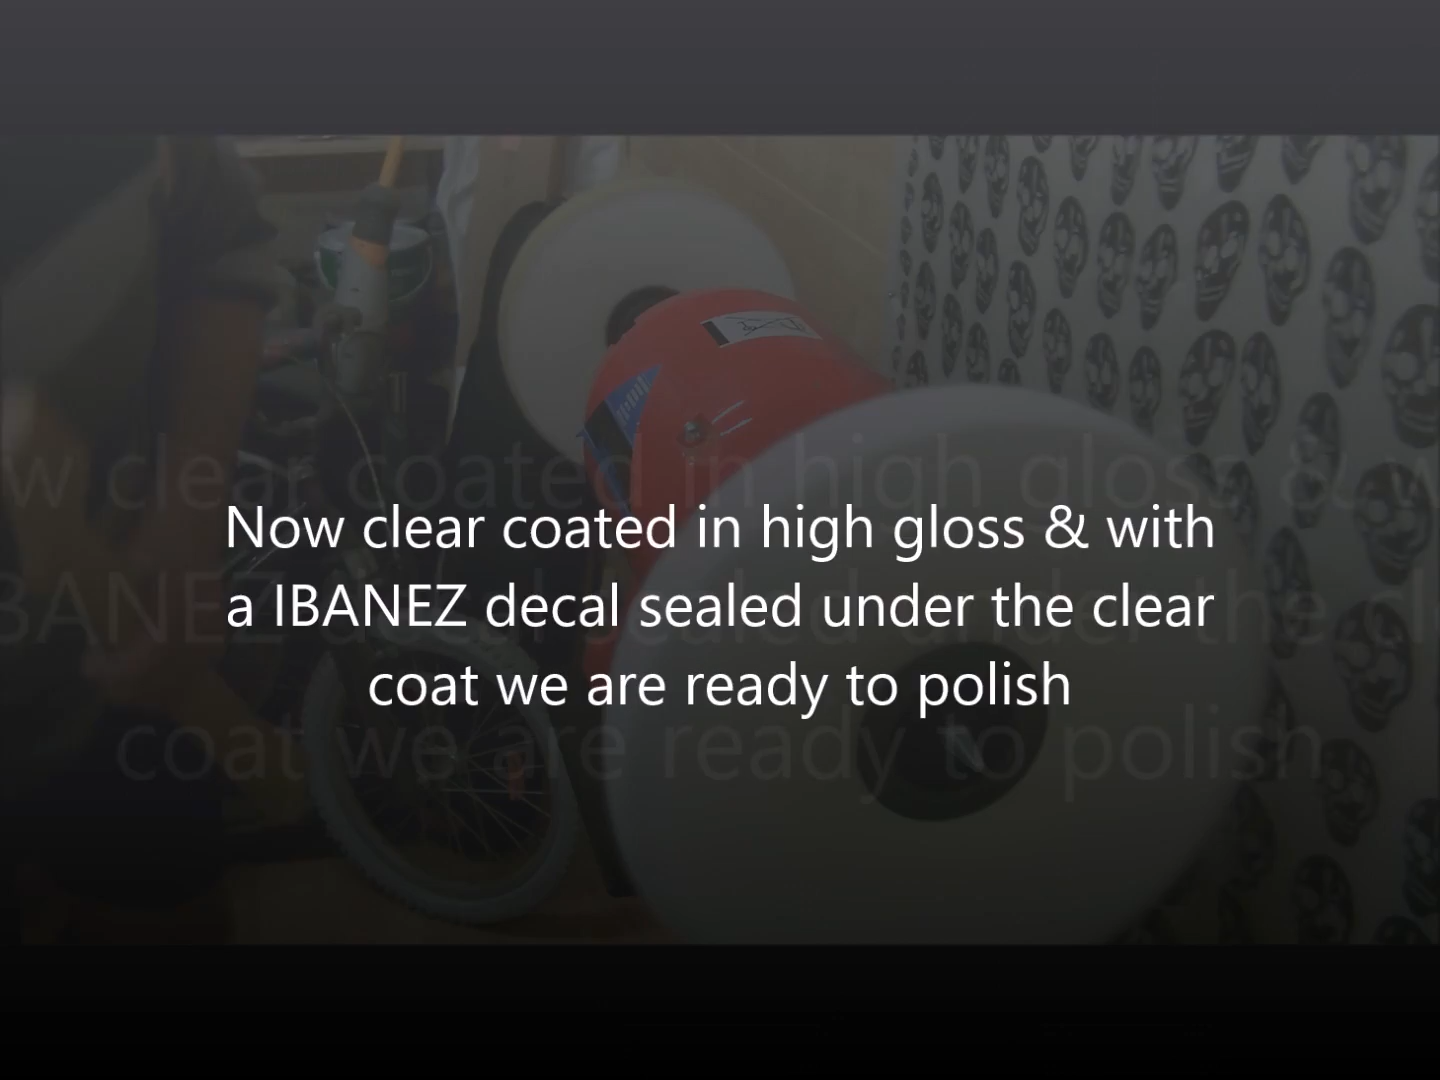 Now clear coated in high gloss & with
a IBANEZ decal sealed under the clear
coat we are ready to polish